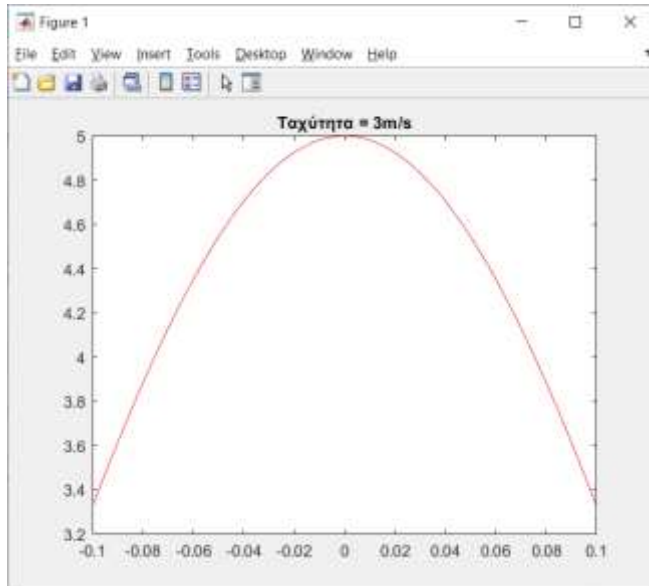 Figure 1
File Edit View Insert Tools Desktop Window Help
Ταχύτητα = 3m/s
5
4.8
4.6
4.4
4.2
4
3.8
3.6
3.4
3.2
-0.1 -0.08 -0.06 -0.04 -0.02 0 0.02 0.04 0.06 0.08 0.1